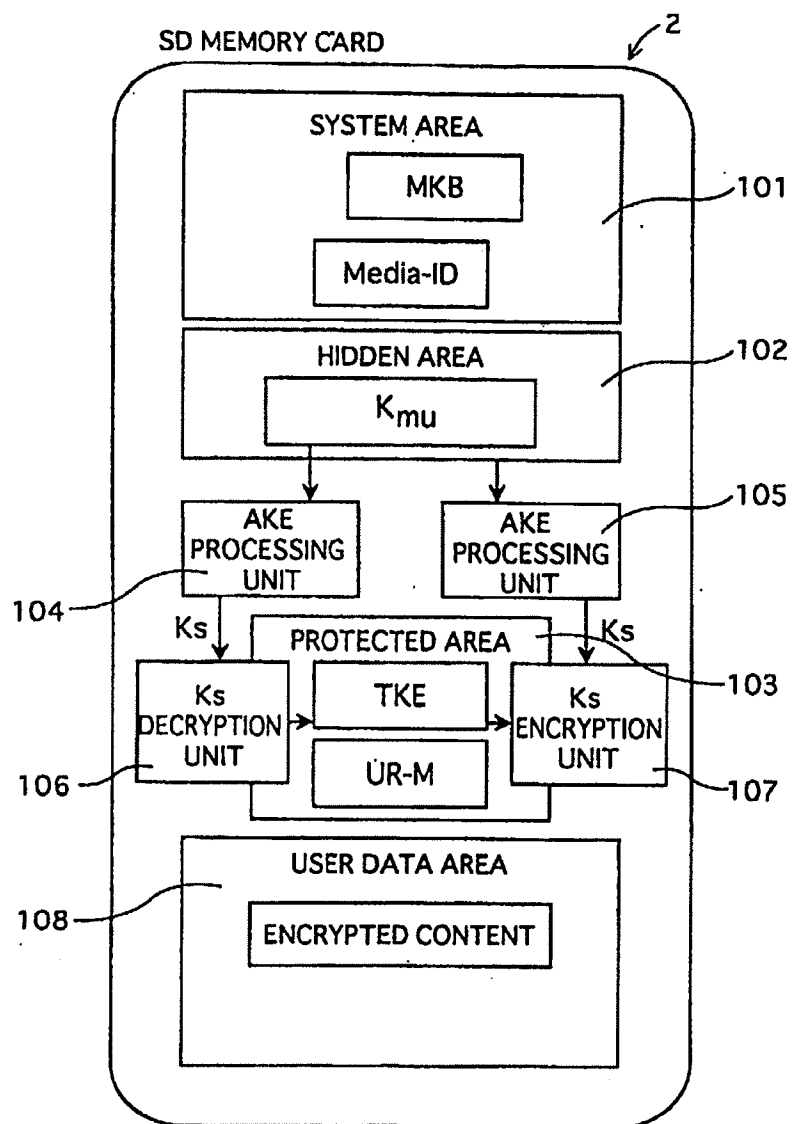 SD MEMORY CARD
2
SYSTEM AREA
MKB
Media-ID
101
HIDDEN AREA
Kmu
102
AKE
PROCESSING
UNIT
104
AKE
PROCESSING
UNIT
105
Ks
Ks
PROTECTED AREA
103
Ks
DECRYPTION
UNIT
106
TKE
UR-M
Ks
ENCRYPTION
UNIT
107
USER DATA AREA
108
ENCRYPTED CONTENT